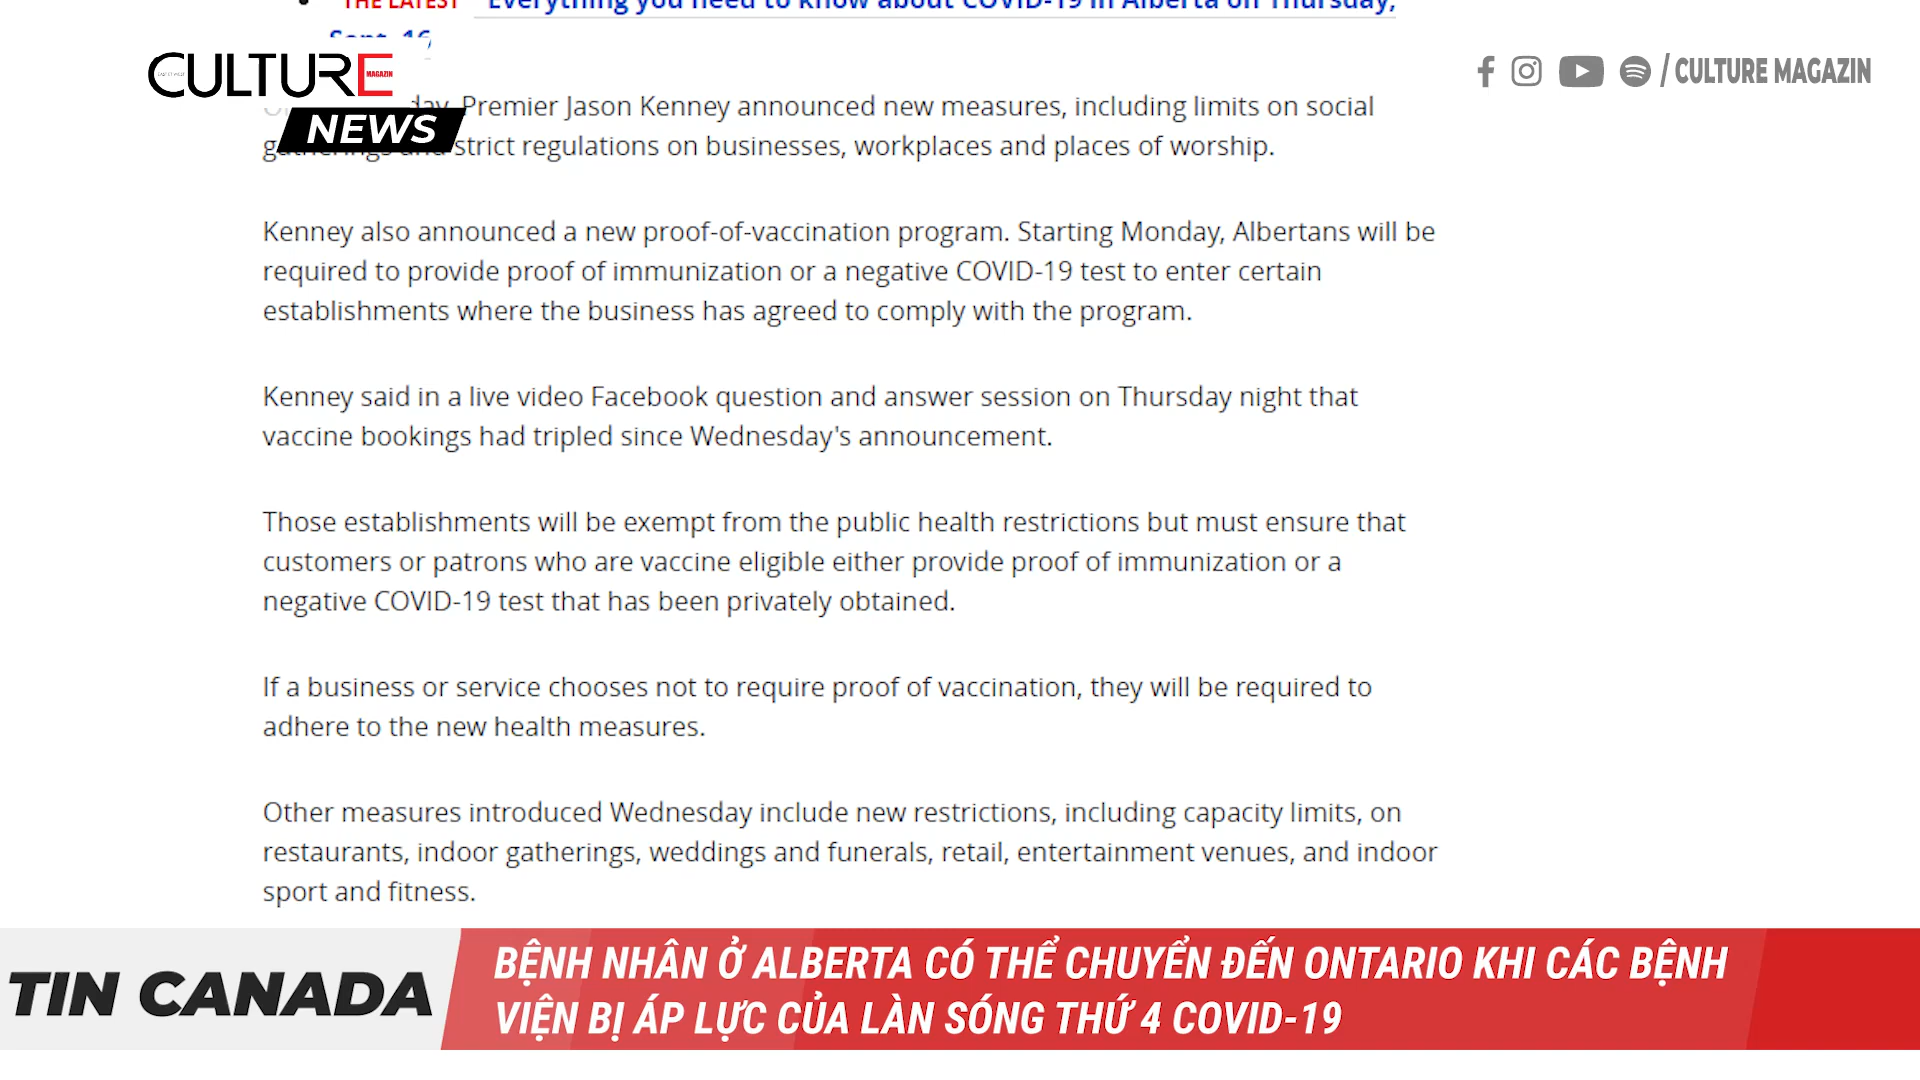 THE LATEST Everything you need to know about COVID-19 in Alberta on Thursday,
Sept. 16
CULTURE
MAGAZIN
NEWS
/ CULTURE MAGAZIN
Premier Jason Kenney announced new measures, including limits on social
gatherings and strict regulations on businesses, workplaces and places of worship.
Kenney also announced a new proof-of-vaccination program. Starting Monday, Albertans will be
required to provide proof of immunization or a negative COVID-19 test to enter certain
establishments where the business has agreed to comply with the program.
Kenney said in a live video Facebook question and answer session on Thursday night that
vaccine bookings had tripled since Wednesday's announcement.
Those establishments will be exempt from the public health restrictions but must ensure that
customers or patrons who are vaccine eligible either provide proof of immunization or a
negative COVID-19 test that has been privately obtained.
If a business or service chooses not to require proof of vaccination, they will be required to
adhere to the new health measures.
Other measures introduced Wednesday include new restrictions, including capacity limits, on
restaurants, indoor gatherings, weddings and funerals, retail, entertainment venues, and indoor
sport and fitness.
TIN CANADA
BỆNH NHÂN Ở ALBERTA CÓ THỂ CHUYỂN ĐẾN ONTARIO KHI CÁC BỆNH
VIỆN BỊ ÁP LỰC CỦA LÀN SÓNG THỨ 4 COVID-19